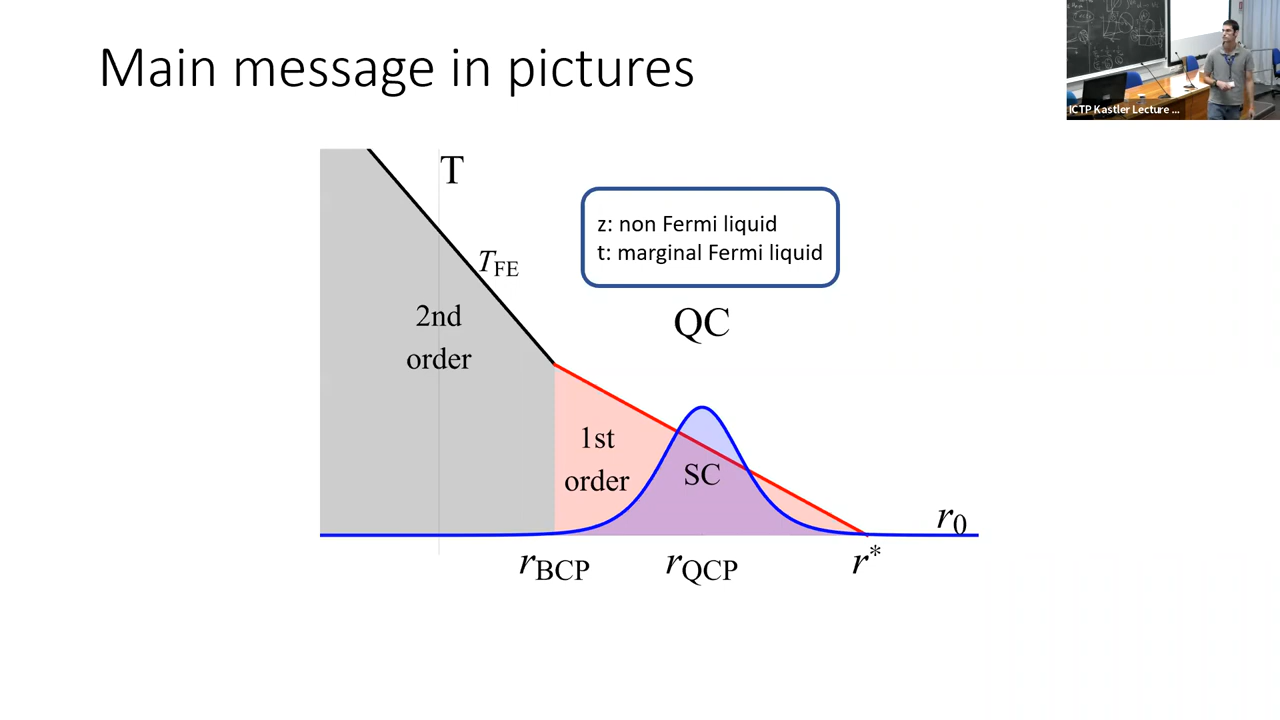 Main message in pictures
ICTP Kastler Lecture ...
T
z: non Fermi liquid
t: marginal Fermi liquid
T_FE
2nd
order
QC
1st
order
SC
r_0
r_BCP
r_QCP
r*